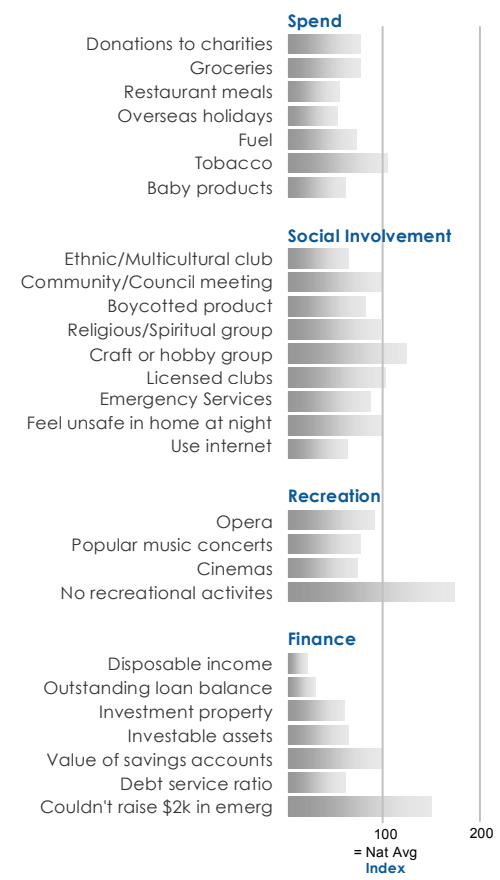 Spend
Donations to charities
Groceries
Restaurant meals
Overseas holidays
Fuel
Tobacco
Baby products
Social Involvement
Ethnic/Multicultural club
Community/Council meeting
Boycotted product
Religious/Spiritual group
Craft or hobby group
Licensed clubs
Emergency Services
Feel unsafe in home at night
Use internet
Recreation
Opera
Popular music concerts
Cinemas
No recreational activites
Finance
Disposable income
Outstanding loan balance
Investment property
Investable assets
Value of savings accounts
Debt service ratio
Couldn't raise $2k in emerg
100 200
= Nat Avg
Index